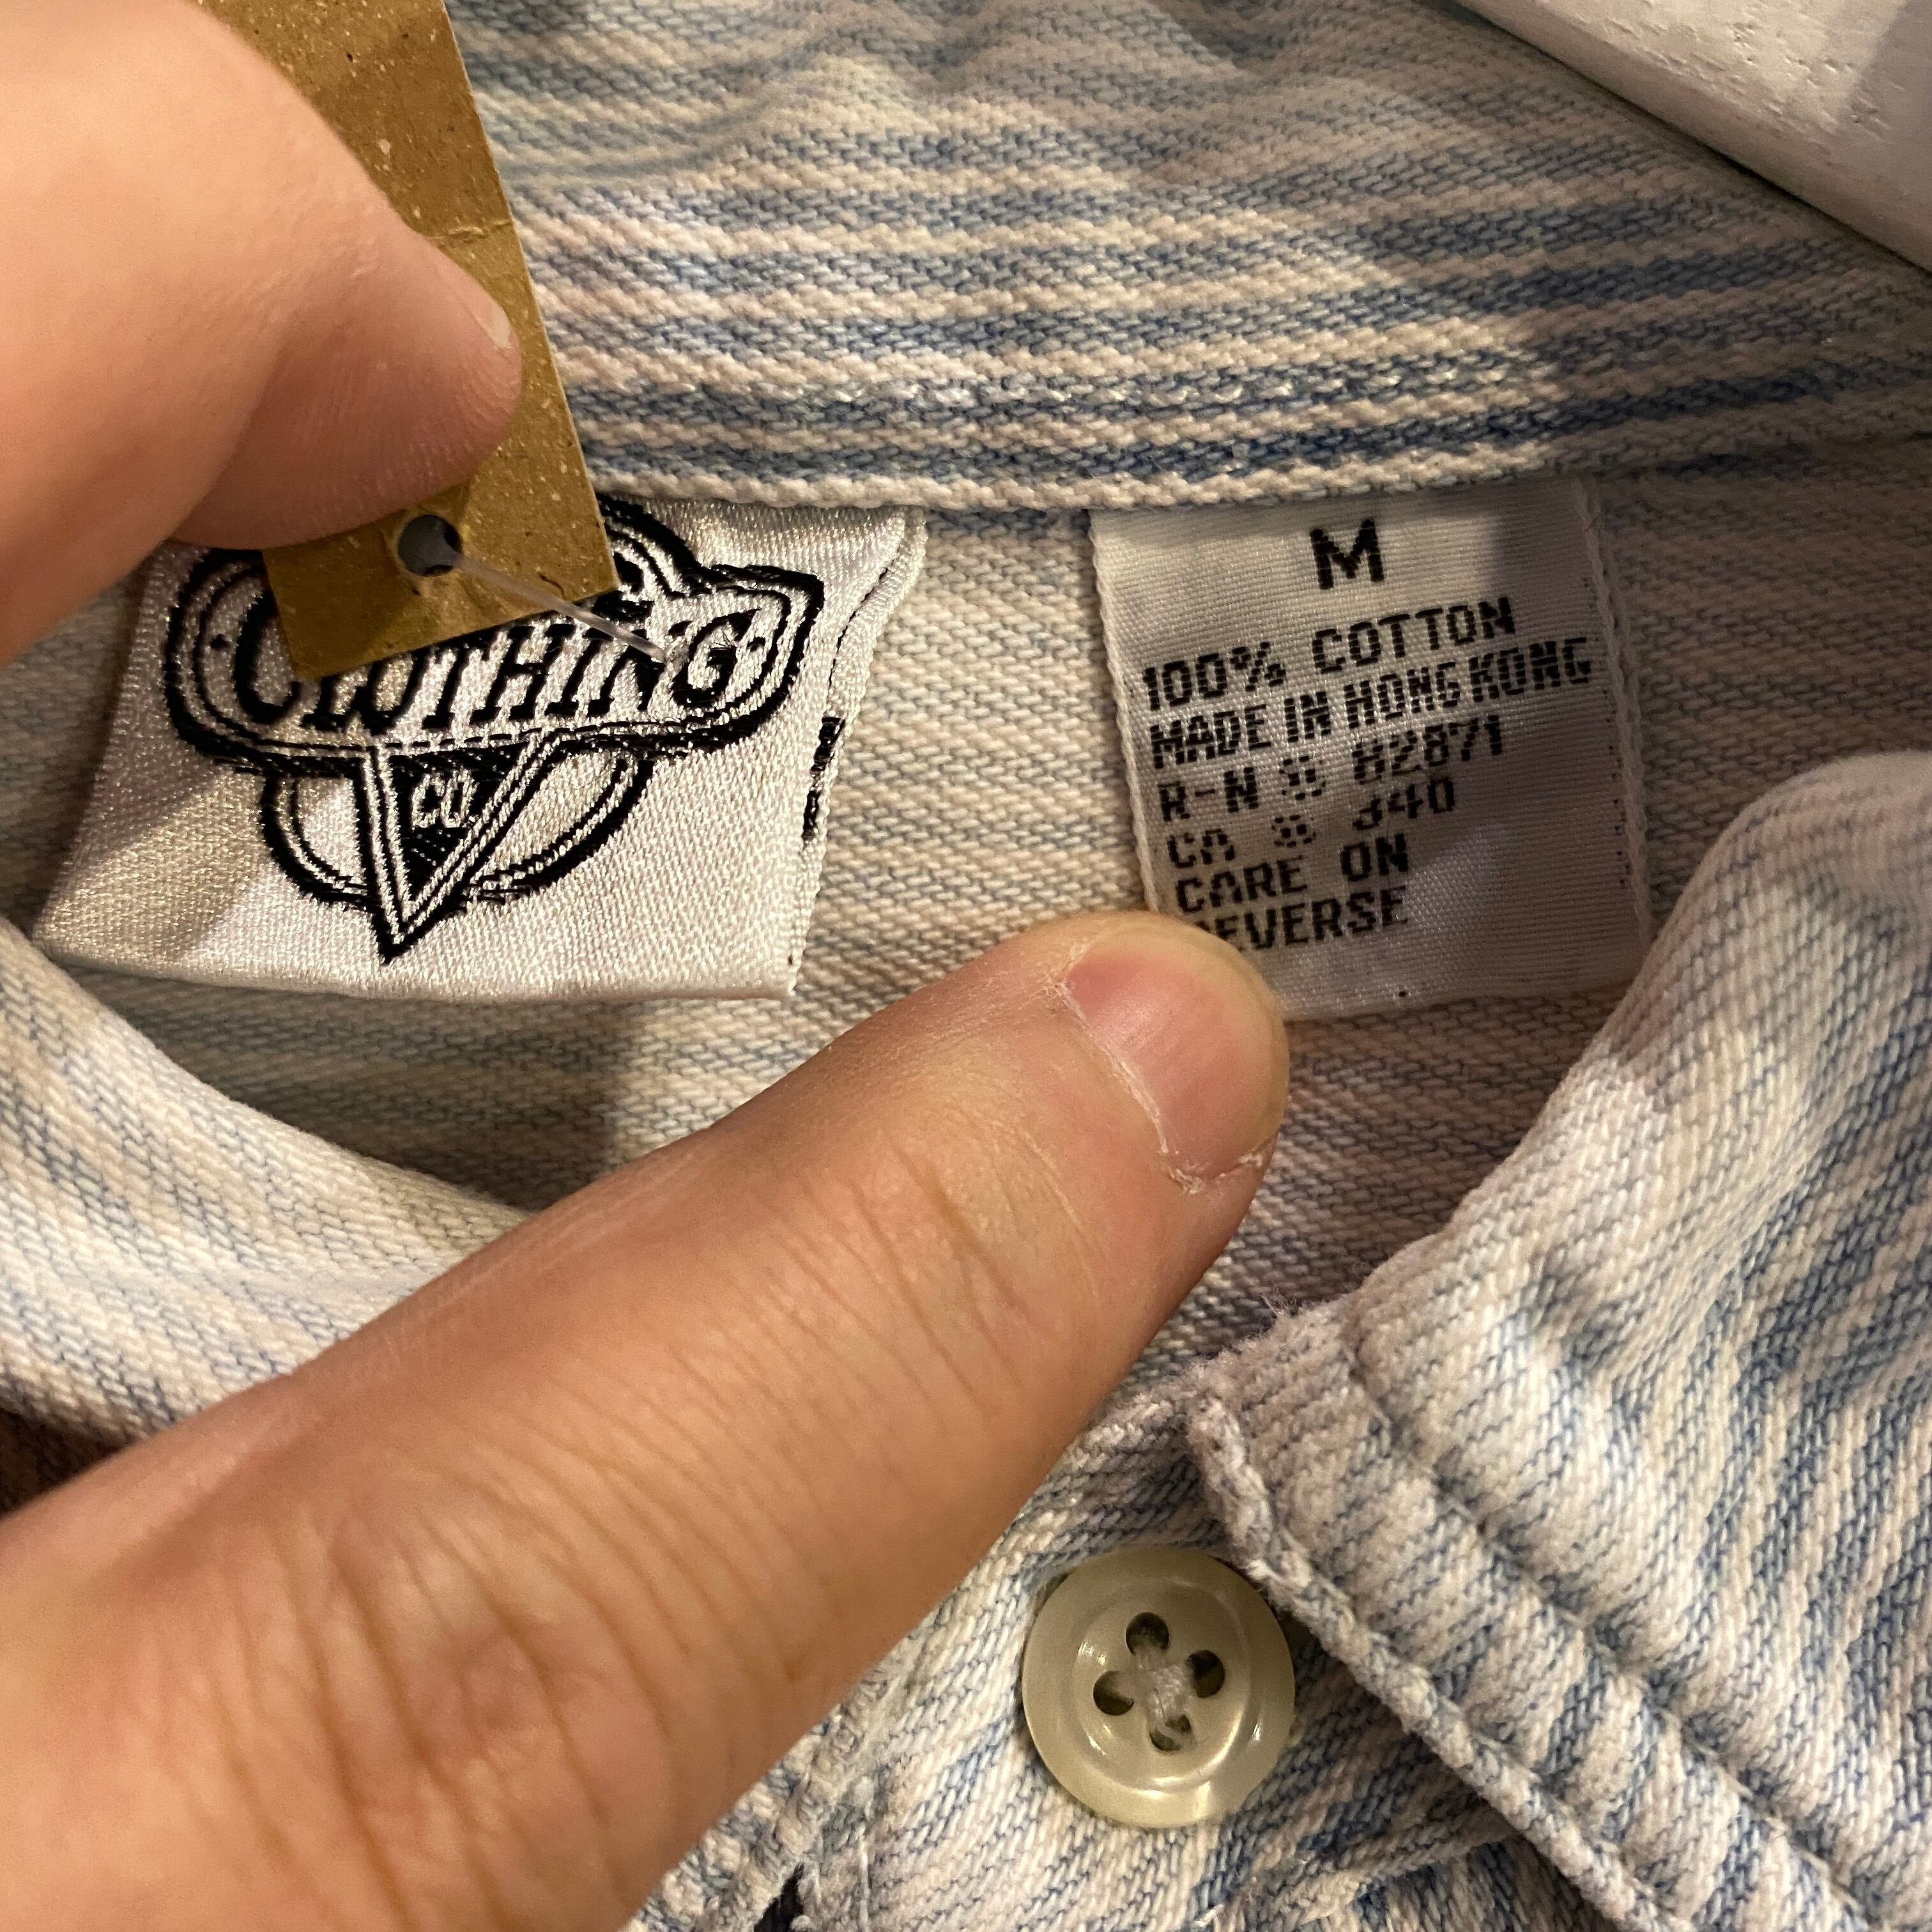 CLOTHING
CO.
M
100% COTTON
MADE IN HONG KONG
R-N 82871
CA 340
CARE ON
REVERSE